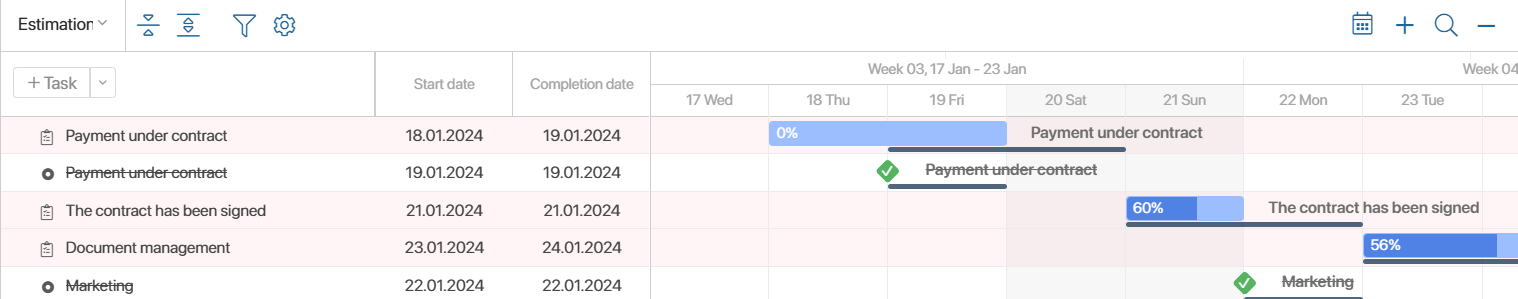 Estimation
+ Task
Start date
Completion date
Week 03, 17 Jan - 23 Jan
Week 04
17 Wed
18 Thu
19 Fri
20 Sat
21 Sun
22 Mon
23 Tue
Payment under contract 18.01.2024 19.01.2024 0% Payment under contract
Payment under contract 19.01.2024 19.01.2024 Payment under contract
The contract has been signed 21.01.2024 21.01.2024 60% The contract has been signed
Document management 23.01.2024 24.01.2024 56%
Marketing 22.01.2024 22.01.2024 Marketing